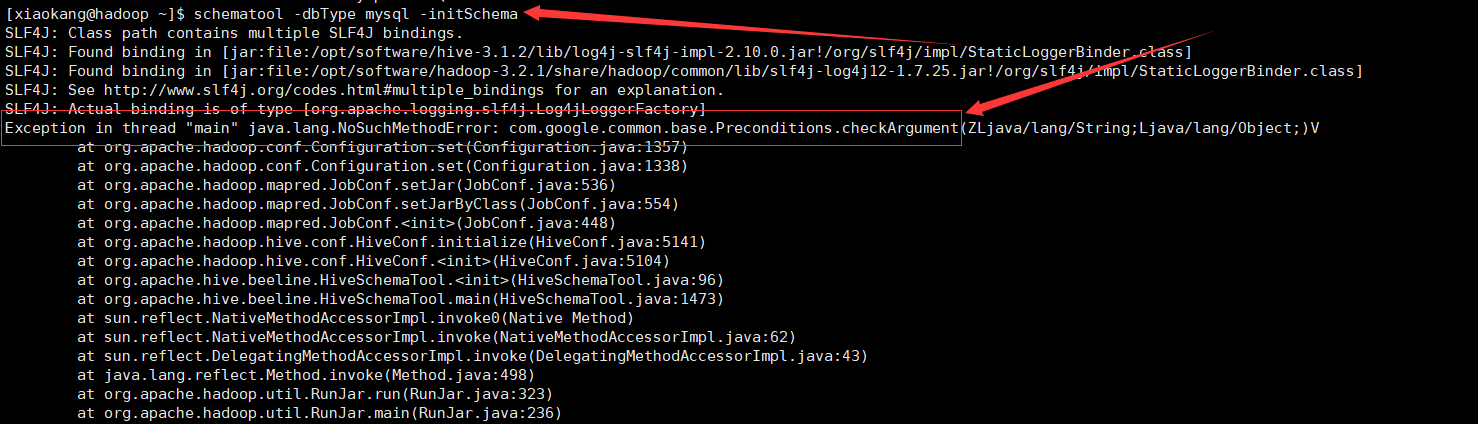 [xiaokang@hadoop ~]$ schematool -dbType mysql -initSchema
SLF4J: Class path contains multiple SLF4J bindings.
SLF4J: Found binding in [jar:file:/opt/software/hive-3.1.2/lib/log4j-slf4j-impl-2.10.0.jar!/org/slf4j/impl/StaticLoggerBinder.class]
SLF4J: Found binding in [jar:file:/opt/software/hadoop-3.2.1/share/hadoop/common/lib/slf4j-log4j12-1.7.25.jar!/org/slf4j/impl/StaticLoggerBinder.class]
SLF4J: See http://www.slf4j.org/codes.html#multiple_bindings for an explanation.
SLF4J: Actual binding is of type [org.apache.logging.slf4j.Log4jLoggerFactory]
Exception in thread "main" java.lang.NoSuchMethodError: com.google.common.base.Preconditions.checkArgument(ZLjava/lang/String;Ljava/lang/Object;)V
at org.apache.hadoop.conf.Configuration.set(Configuration.java:1357)
at org.apache.hadoop.conf.Configuration.set(Configuration.java:1338)
at org.apache.hadoop.mapred.JobConf.setJar(JobConf.java:536)
at org.apache.hadoop.mapred.JobConf.setJarByClass(JobConf.java:554)
at org.apache.hadoop.mapred.JobConf.<init>(JobConf.java:448)
at org.apache.hadoop.hive.conf.HiveConf.initialize(HiveConf.java:5141)
at org.apache.hadoop.hive.conf.HiveConf.<init>(HiveConf.java:5104)
at org.apache.hive.beeline.HiveSchemaTool.<init>(HiveSchemaTool.java:96)
at org.apache.hive.beeline.HiveSchemaTool.main(HiveSchemaTool.java:1473)
at sun.reflect.NativeMethodAccessorImpl.invoke0(Native Method)
at sun.reflect.NativeMethodAccessorImpl.invoke(NativeMethodAccessorImpl.java:62)
at sun.reflect.DelegatingMethodAccessorImpl.invoke(DelegatingMethodAccessorImpl.java:43)
at java.lang.reflect.Method.invoke(Method.java:498)
at org.apache.hadoop.util.RunJar.run(RunJar.java:323)
at org.apache.hadoop.util.RunJar.main(RunJar.java:236)